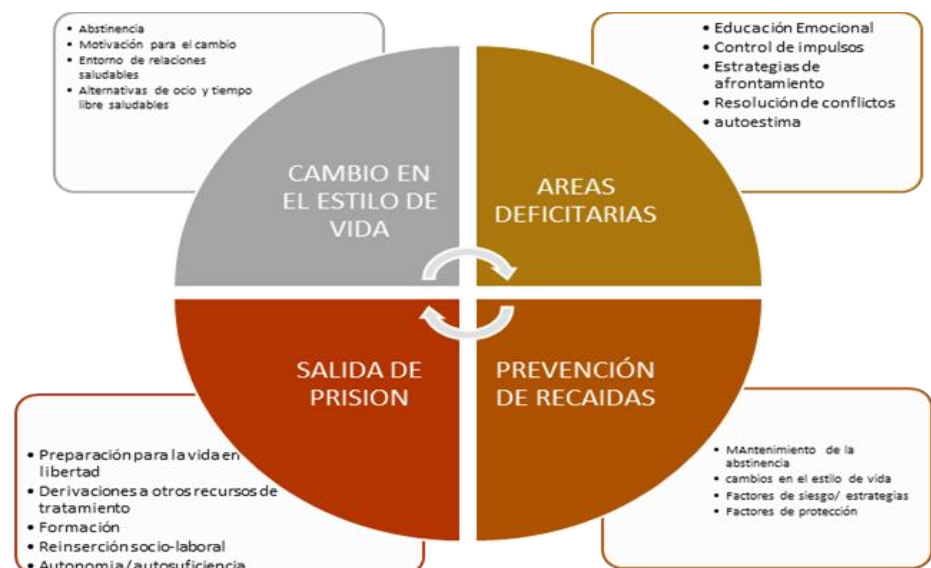 • Abstinencia
• Motivación para el cambio
• Entorno de relaciones
saludables
• Alternativas de ocio y tiempo
libre saludables
• Educación Emocional
• Control de impulsos
• Estrategias de
afrontamiento
• Resolución de conflictos
• autoestima
CAMBIO EN
EL ESTILO DE
VIDA
AREAS
DEFICITARIAS
SALIDA DE
PRISION
PREVENCIÓN
DE RECAIDAS
• Preparación para la vida en
libertad
• Derivaciones a otros recursos de
tratamiento
• Formación
• Reinserción socio-laboral
• Autonomia/autosuficiencia
• MAntenimiento de la
abstinencia
• cambios en el estilo de vida
• Factores de siesgo/ estrategias
• Factores de protección